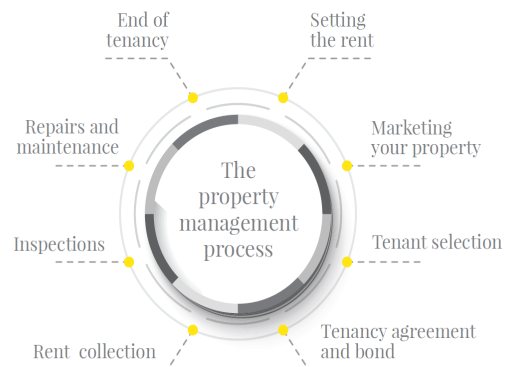 End of
tenancy
Setting
the rent
Repairs and
maintenance
Marketing
your property
The
property
management
process
Inspections
Tenant selection
Rent collection
Tenancy agreement
and bond